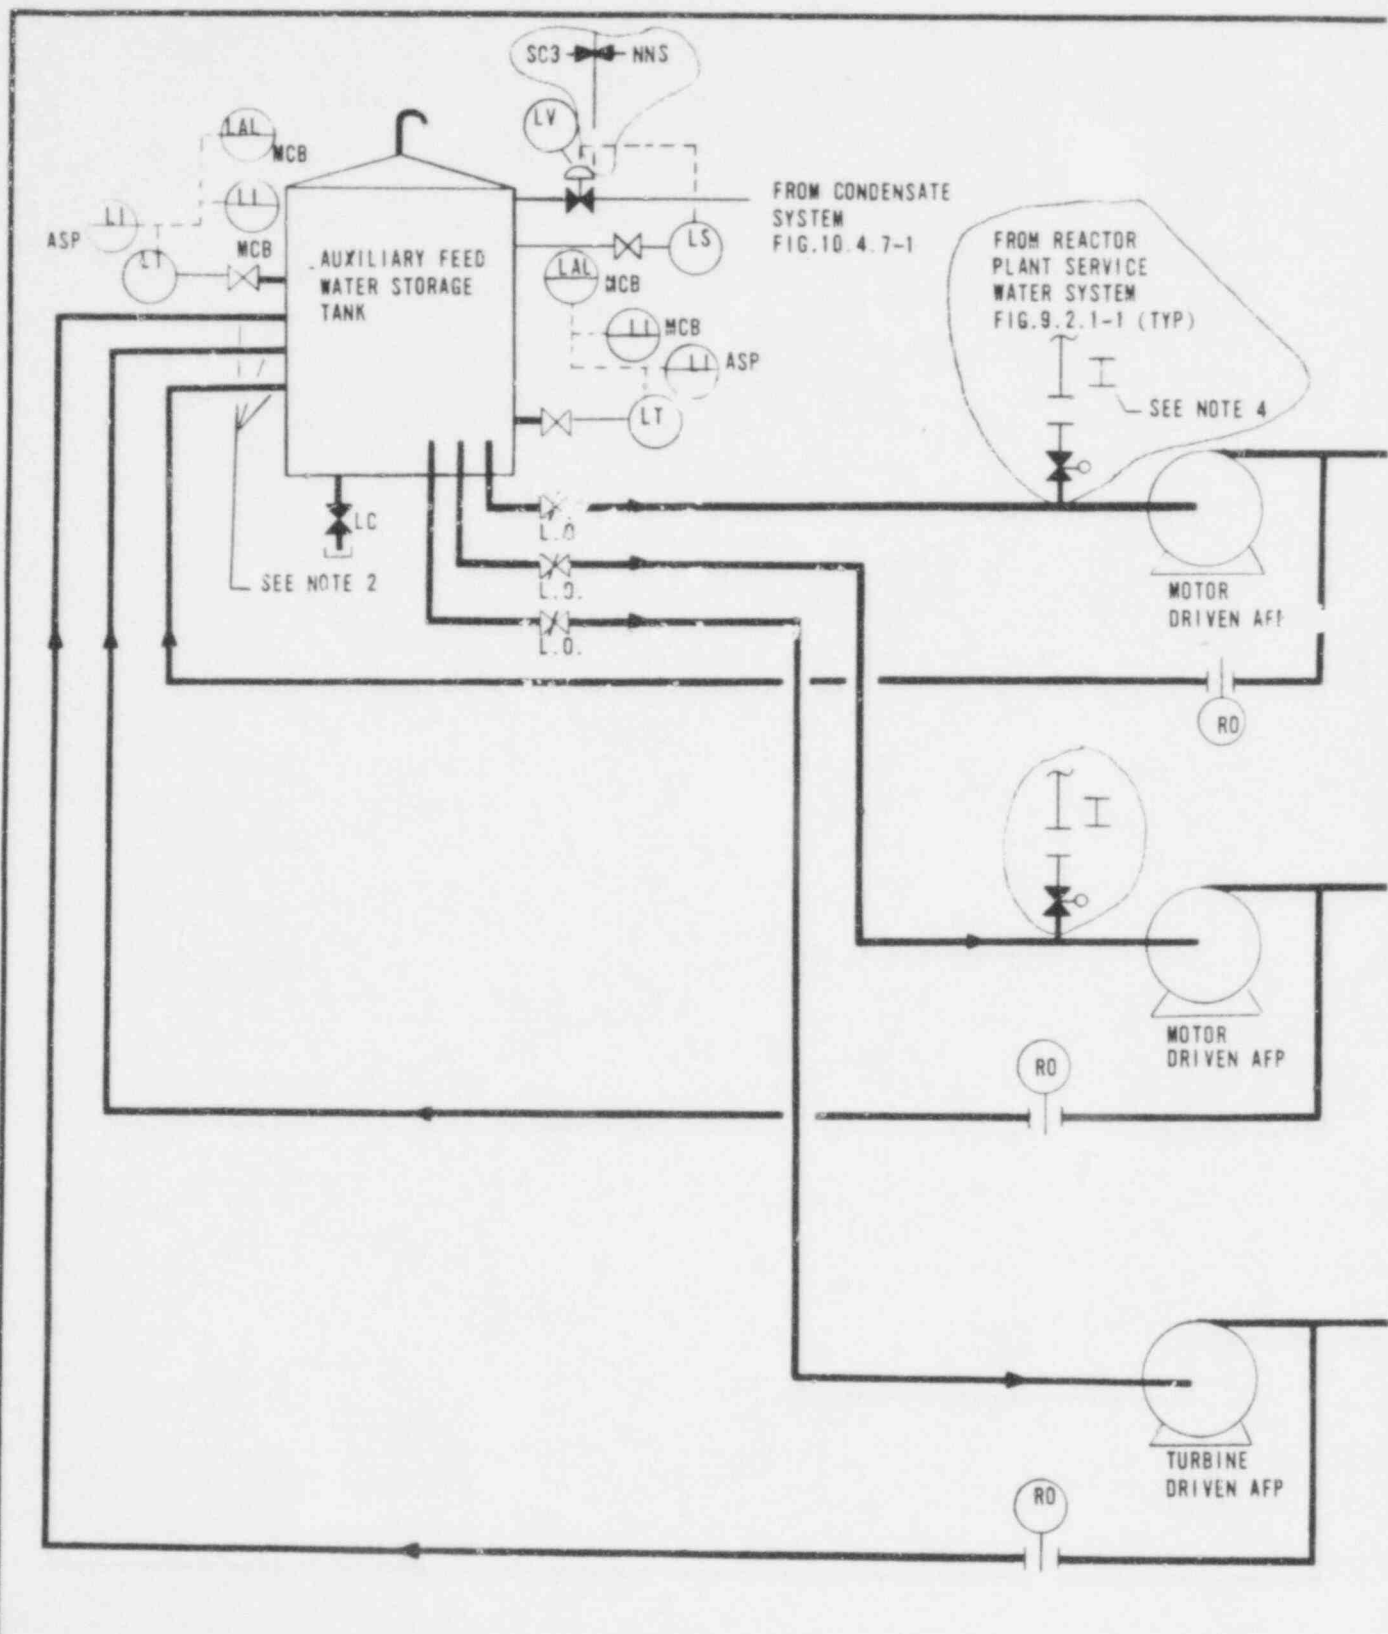 SC3 NNS
LV
LAL
MCB
LI
MCB
LI
ASP
LT
AUXILIARY FEED
WATER STORAGE
TANK
FROM CONDENSATE
SYSTEM
FIG.10.4.7-1
LS
LAL
MCB
LI MCB
LI ASP
LT
FROM REACTOR
PLANT SERVICE
WATER SYSTEM
FIG.9.2.1-1 (TYP)
SEE NOTE 4
LC
SEE NOTE 2
L.O
L.O.
L.O.
MOTOR
DRIVEN AFP
RO
MOTOR
DRIVEN AFP
RO
TURBINE
DRIVEN AFP
RO